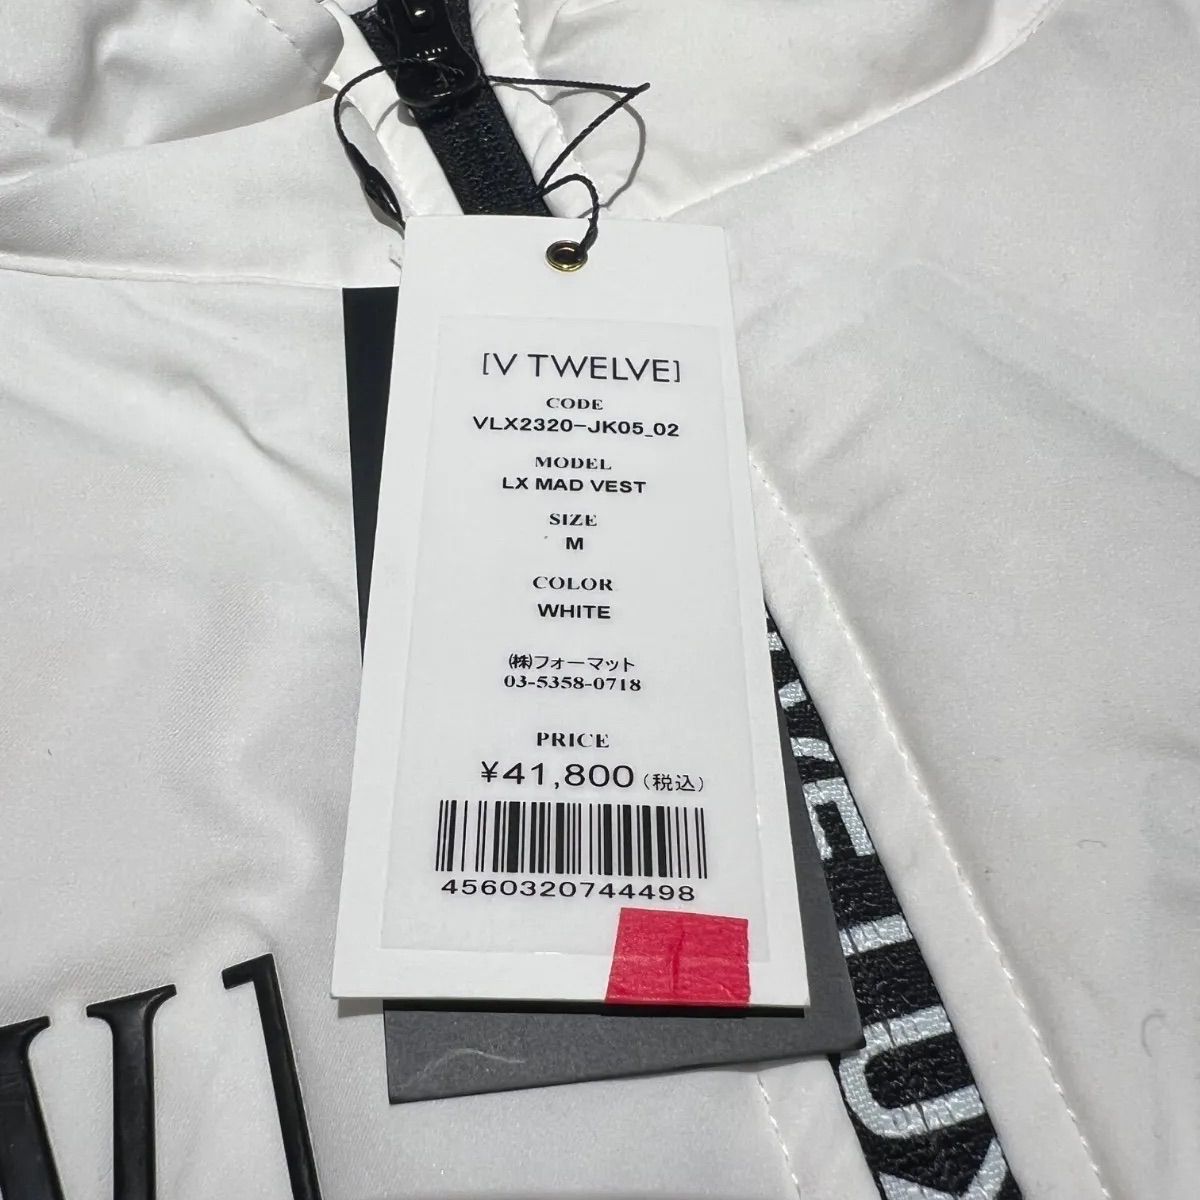 [V TWELVE]
CODE
VLX2320-JK05_02
MODEL
LX MAD VEST
SIZE
M
COLOR
WHITE
(株)フォーマット
03-5358-0718
PRICE
¥41,800(税込)
4560320744498